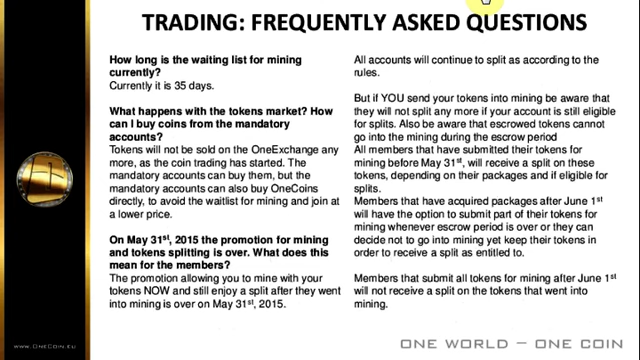 TRADING: FREQUENTLY ASKED QUESTIONS
How long is the waiting list for mining
currently?
Currently it is 35 days.
What happens with the tokens market? How
can I buy coins from the mandatory
accounts?
Tokens will not be sold on the OneExchange any
more, as the coin trading has started. The
mandatory accounts can buy them, but the
mandatory accounts can also buy OneCoins
directly, to avoid the waitlist for mining and join at
a lower price.
On May 31st, 2015 the promotion for mining
and tokens splitting is over. What does this
mean for the members?
The promotion allowing you to mine with your
tokens NOW and still enjoy a split after they went
into mining is over on May 31st, 2015.
All accounts will continue to split as according to the
rules.
But if YOU send your tokens into mining be aware that
they will not split any more if your account is still eligible
for splits. Also be aware that escrowed tokens cannot
go into the mining during the escrow period
All members that have submitted their tokens for
mining before May 31st, will receive a split on these
tokens, depending on their packages and if eligible for
splits.
Members that have acquired packages after June 1st
will have the option to submit part of their tokens for
mining whenever escrow period is over or they can
decide not to go into mining yet keep their tokens in
order to receive a split as entitled to.
Members that submit all tokens for mining after June 1st
will not receive a split on the tokens that went into
mining.
www.OneCoin.eu
ONE WORLD – ONE COIN